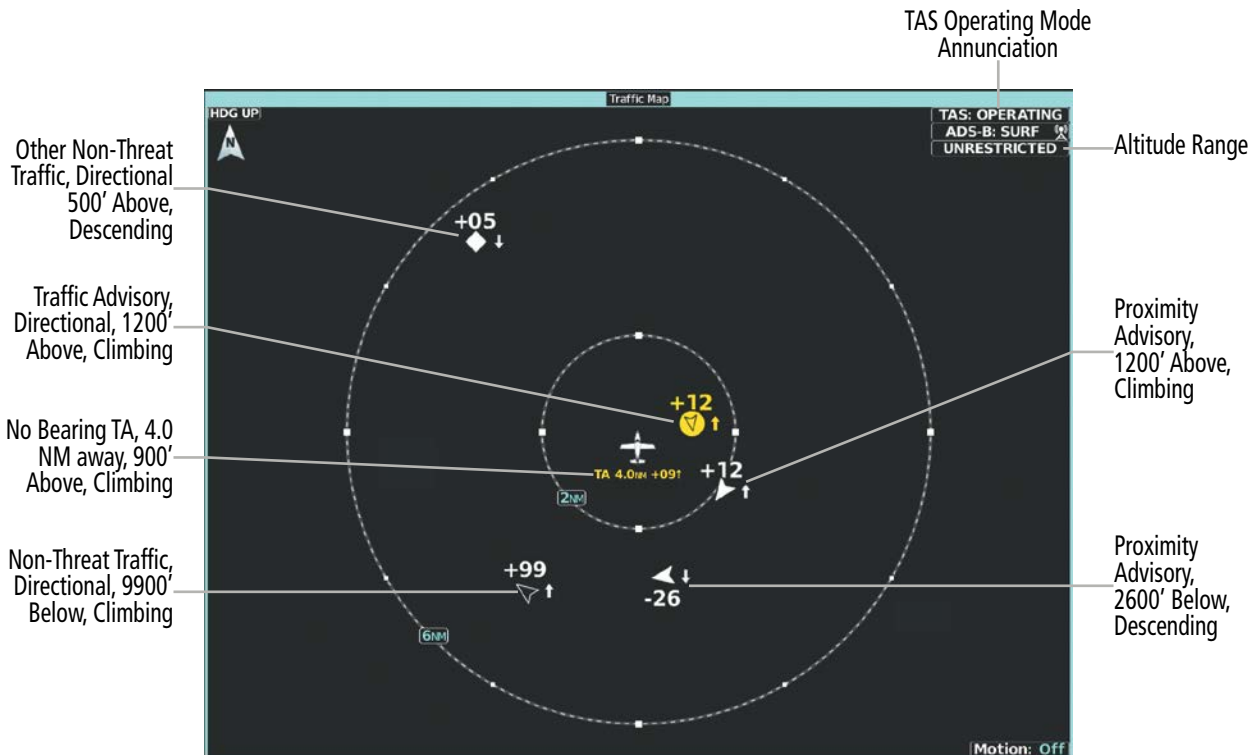 TAS Operating Mode
Annunciation
Traffic Map
HDG UP
N
TAS: OPERATING
ADS-B: SURF
UNRESTRICTED
Altitude Range
Other Non-Threat
Traffic, Directional
500’ Above,
Descending
+05
Traffic Advisory,
Directional, 1200’
Above, Climbing
+12
Proximity
Advisory,
1200’ Above,
Climbing
No Bearing TA, 4.0
NM away, 900’
Above, Climbing
TA 4.0NM +09↑
+12
2NM
Non-Threat Traffic,
Directional, 9900’
Below, Climbing
+99
-26
Proximity
Advisory,
2600’ Below,
Descending
6NM
Motion: Off